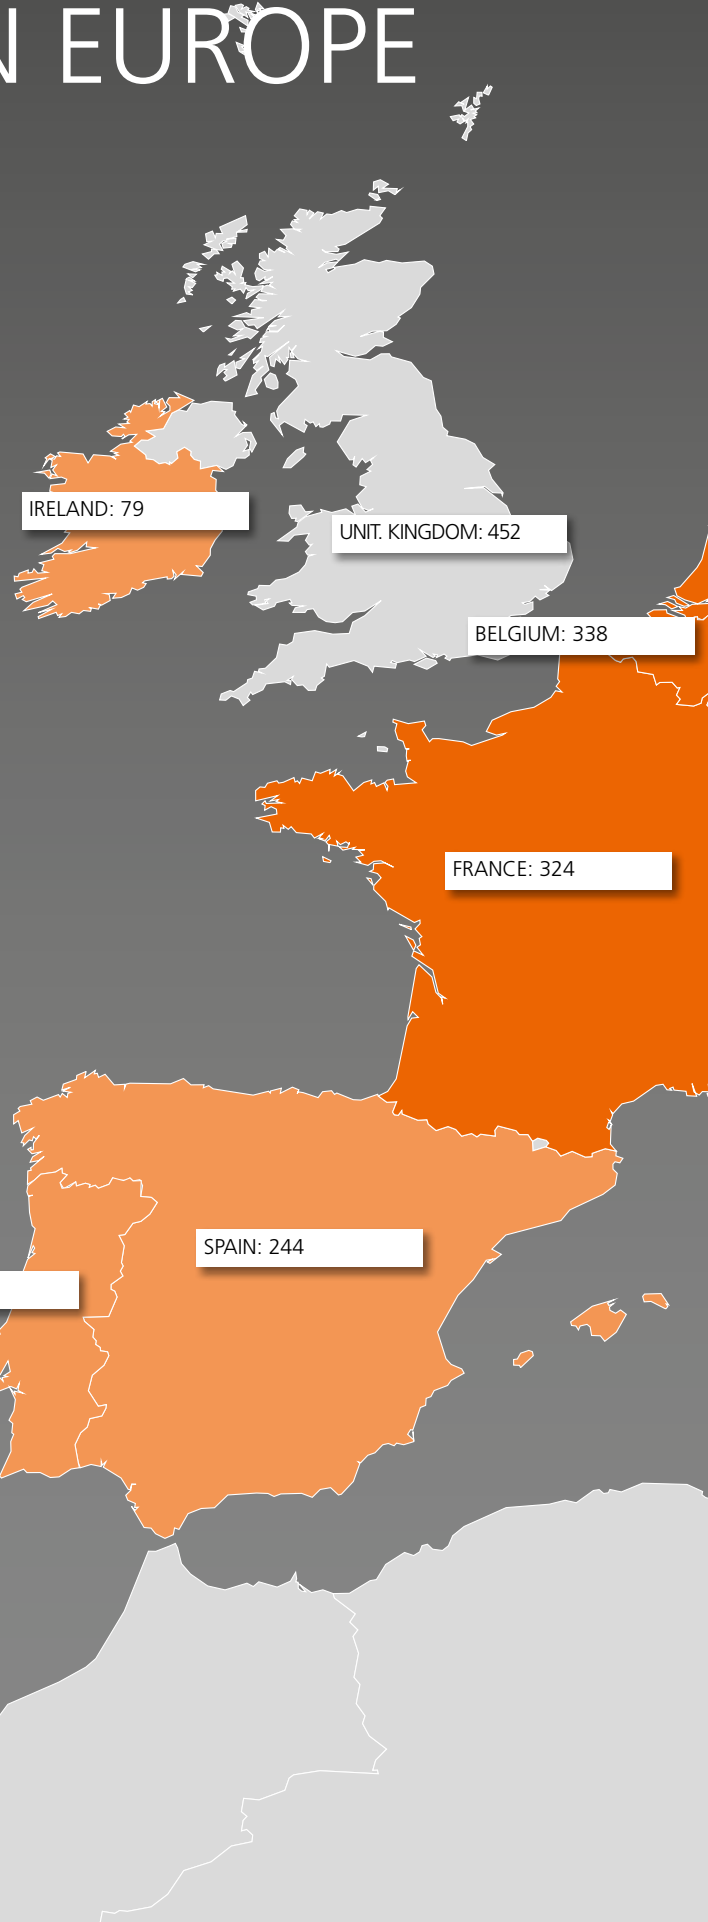 N EUROPE
IRELAND: 79
UNIT. KINGDOM: 452
BELGIUM: 338
FRANCE: 324
SPAIN: 244